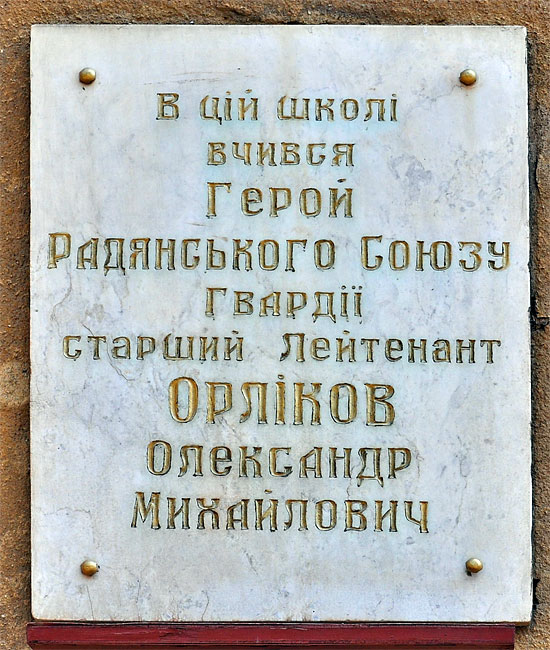 В цій школі
вчився
Герой
Радянського Союзу
Гвардії
старший Лейтенант
Орліков
Олександр
Михайлович